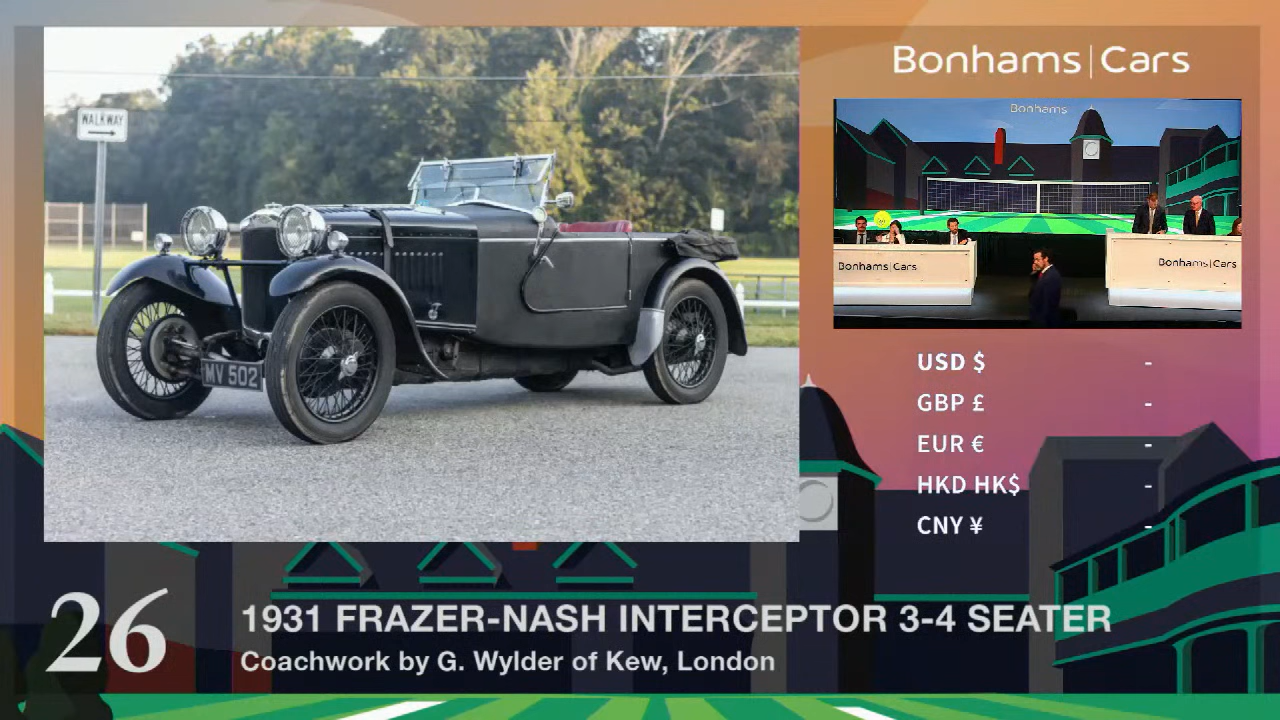 Bonhams|Cars
WALKWAY
Bonhams
Bonhams|Cars
Bonhams|Cars
MV 502
USD $ -
GBP £ -
EUR € -
HKD HK$ -
CNY ¥ -
26
1931 FRAZER-NASH INTERCEPTOR 3-4 SEATER
Coachwork by G. Wylder of Kew, London